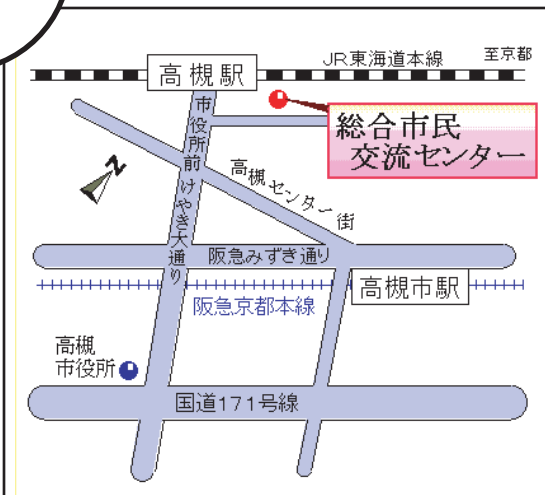 JR東海道本線
至京都
高槻駅
総合市民
交流センター
市役所前けやき大通り
高槻センター街
N
阪急みずき通り
高槻市駅
阪急京都本線
高槻
市役所
国道171号線